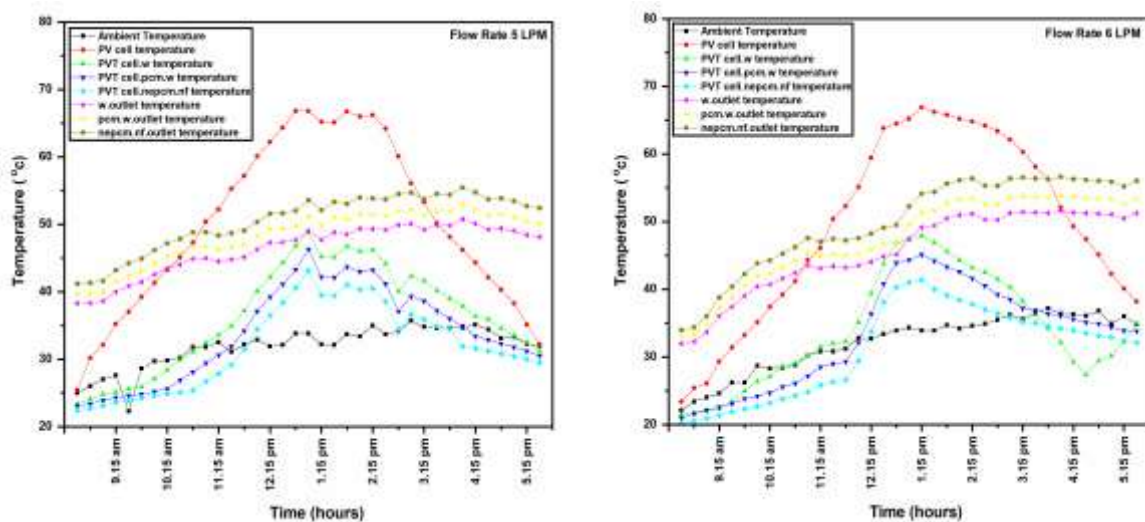 80
70
60
50
40
30
20
Temperature ( °c)
Ambient Temperature
PV cell temperature
PVT cell.w temperature
PVT cell.pcm.w temperature
PVT cell.nepcm.nf temperature
w.outlet temperature
pcm.w.outlet temperature
nepcm.nf.outlet temperature
Flow Rate 5 LPM
9.15 am
10.15 am
11.15 am
12.15 pm
1.15 pm
2.15 pm
3.15 pm
4.15 pm
5.15 pm
Time (hours)
80
70
60
50
40
30
20
Temperature ( °c)
Ambient Temperature
PV cell temperature
PVT cell.w temperature
PVT cell.pcm.w temperature
PVT cell.nepcm.nf temperature
w.outlet temperature
pcm.w.outlet temperature
nepcm.nf.outlet temperature
Flow Rate 6 LPM
9.15 am
10.15 am
11.15 am
12.15 pm
1.15 pm
2.15 pm
3.15 pm
4.15 pm
5.15 pm
Time (hours)